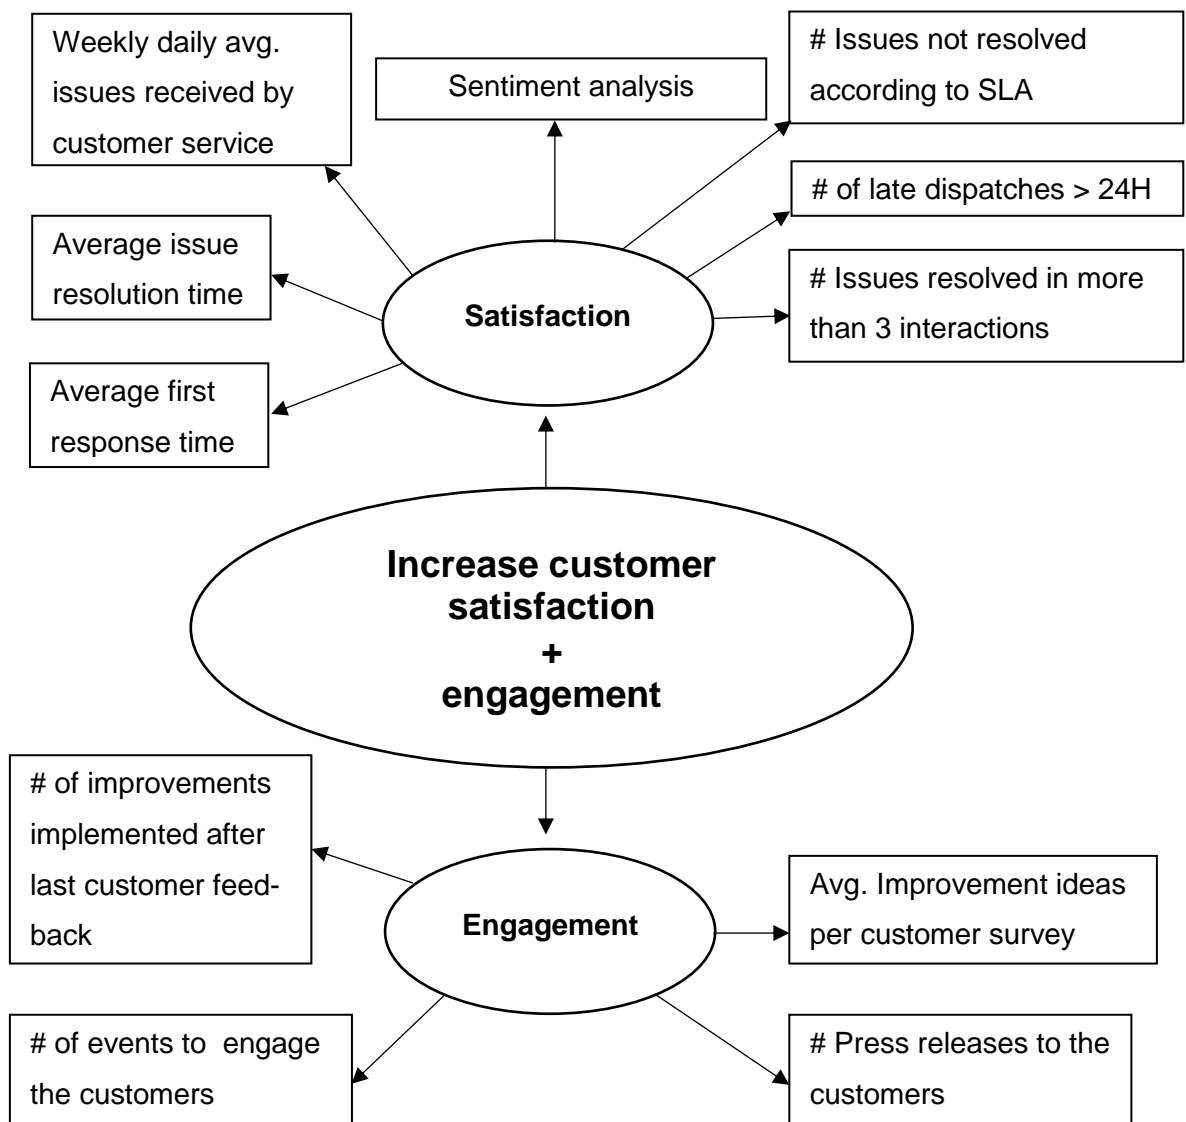 Weekly daily avg.
issues received by
customer service
Sentiment analysis
# Issues not resolved
according to SLA
# of late dispatches > 24H
Average issue
resolution time
Satisfaction
# Issues resolved in more
than 3 interactions
Average first
response time
Increase customer
satisfaction
+
engagement
# of improvements
implemented after
last customer feed-
back
Engagement
Avg. Improvement ideas
per customer survey
# of events to  engage
the customers
# Press releases to the
customers